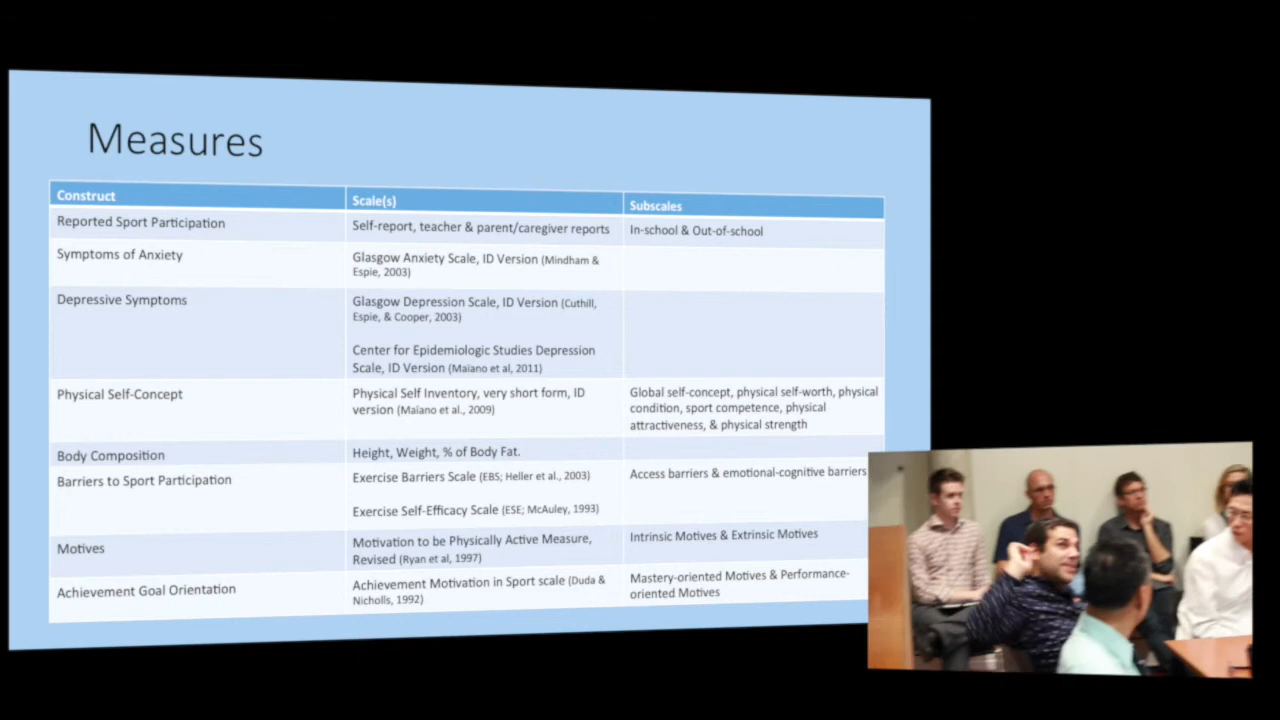 Measures
Construct
Scale(s)
Subscales
Reported Sport Participation
Self-report, teacher & parent/caregiver reports
In-school & Out-of-school
Symptoms of Anxiety
Glasgow Anxiety Scale, ID Version (Mindham &
Espie, 2003)
Depressive Symptoms
Glasgow Depression Scale, ID Version (Cuthill,
Espie, & Cooper, 2003)
Center for Epidemiologic Studies Depression
Scale, ID Version (Maïano et al, 2011)
Physical Self-Concept
Physical Self Inventory, very short form, ID
version (Maïano et al., 2009)
Global self-concept, physical self-worth, physical
condition, sport competence, physical
attractiveness, & physical strength
Body Composition
Height, Weight, % of Body Fat.
Barriers to Sport Participation
Exercise Barriers Scale (EBS; Heller et al., 2003)
Exercise Self-Efficacy Scale (ESE; McAuley, 1993)
Access barriers & emotional-cognitive barriers
Motives
Motivation to be Physically Active Measure,
Revised (Ryan et al, 1997)
Intrinsic Motives & Extrinsic Motives
Achievement Goal Orientation
Achievement Motivation in Sport scale (Duda &
Nicholls, 1992)
Mastery-oriented Motives & Performance-
oriented Motives